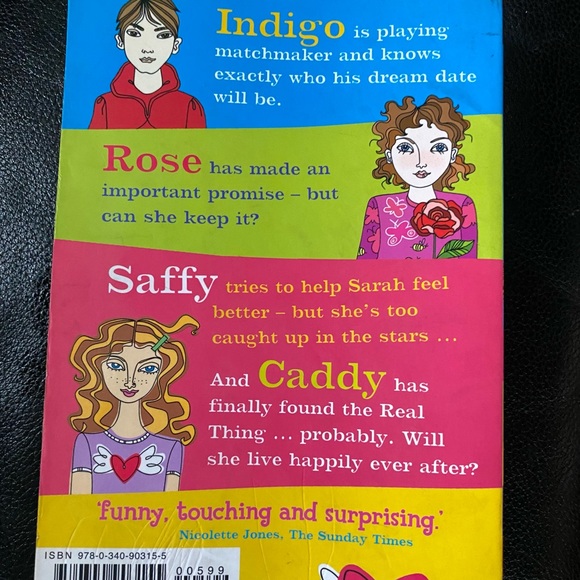 Indigo is playing
matchmaker and knows
exactly who his dream date
will be.
Rose has made an
important promise – but
can she keep it?
Saffy tries to help Sarah feel
better – but she's too
caught up in the stars ...
And Caddy has
finally found the Real
Thing ... probably. Will
she live happily ever after?
'funny, touching and surprising.'
Nicolette Jones, The Sunday Times
ISBN 978-0-340-90315-5
00599